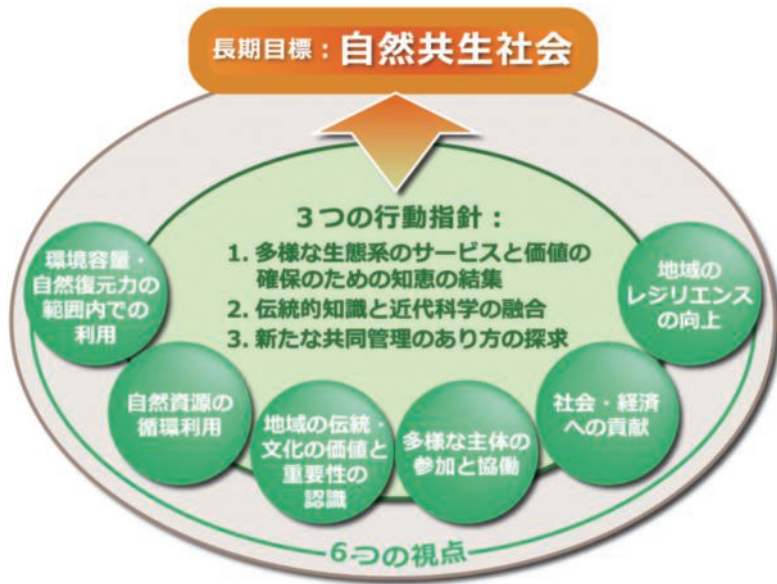 長期目標：自然共生社会
3つの行動指針：
1. 多様な生態系のサービスと価値の
確保のための知恵の結集
2. 伝統的知識と近代科学の融合
3. 新たな共同管理のあり方の探求
環境容量・
自然復元力の
範囲内での
利用
自然資源の
循環利用
地域の伝統・
文化の価値と
重要性の
認識
多様な主体の
参加と協働
社会・経済
への貢献
地域の
レジリエンス
の向上
6つの視点